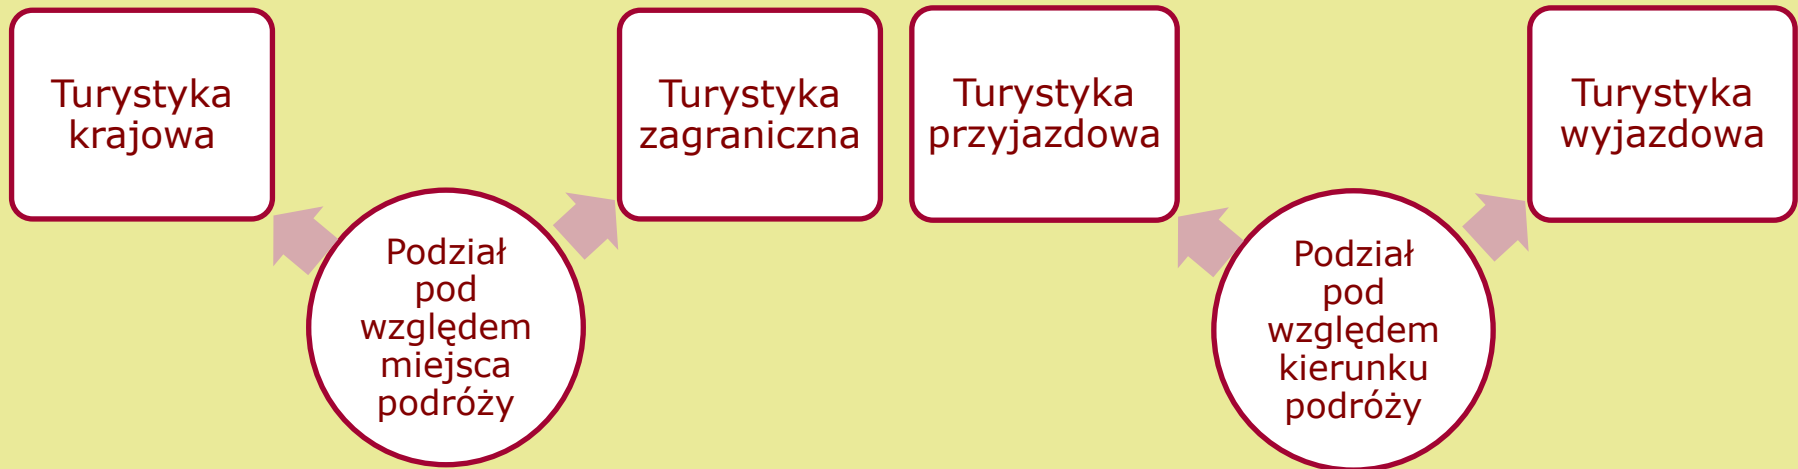 Turystyka
krajowa
Turystyka
zagraniczna
Podział
pod
względem
miejsca
podróży
Turystyka
przyjazdowa
Turystyka
wyjazdowa
Podział
pod
względem
kierunku
podróży